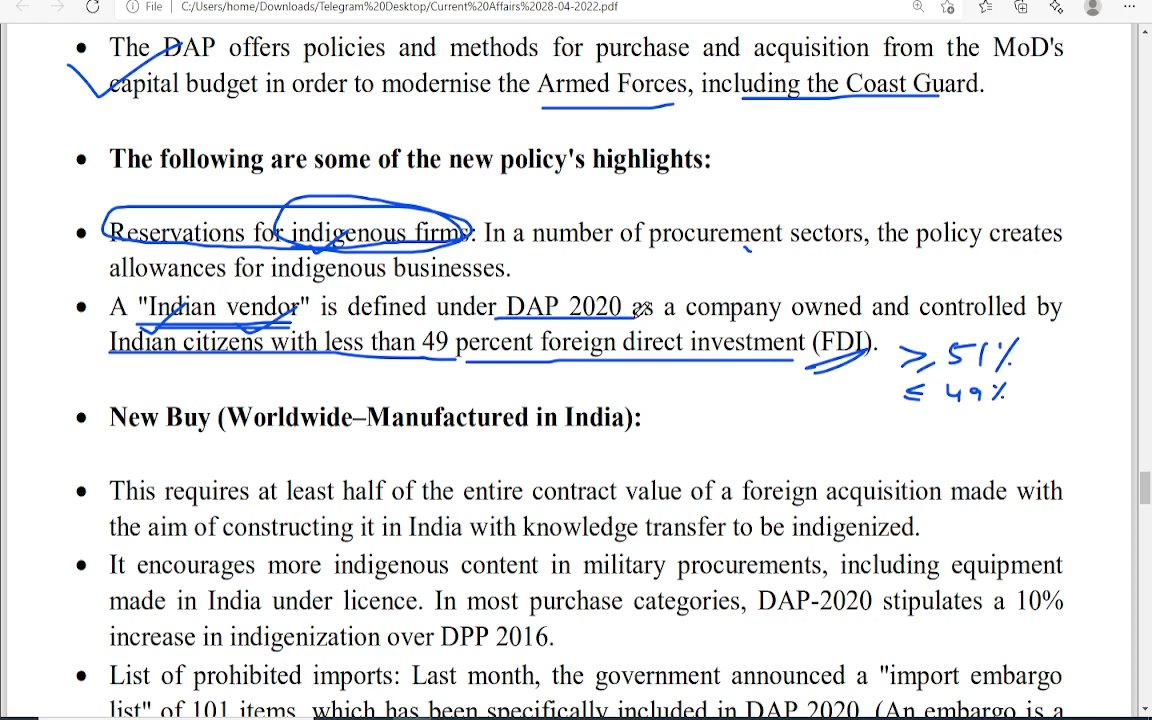 File | C:/Users/home/Downloads/Telegram%20Desktop/Current%20Affairs%2028-04-2022.pdf
• The DAP offers policies and methods for purchase and acquisition from the MoD's
capital budget in order to modernise the Armed Forces, including the Coast Guard.
• The following are some of the new policy's highlights:
• Reservations for indigenous firms: In a number of procurement sectors, the policy creates
allowances for indigenous businesses.
• A "Indian vendor" is defined under DAP 2020 as a company owned and controlled by
Indian citizens with less than 49 percent foreign direct investment (FDI).
≥ 51%
≤ 49%
• New Buy (Worldwide–Manufactured in India):
• This requires at least half of the entire contract value of a foreign acquisition made with
the aim of constructing it in India with knowledge transfer to be indigenized.
• It encourages more indigenous content in military procurements, including equipment
made in India under licence. In most purchase categories, DAP-2020 stipulates a 10%
increase in indigenization over DPP 2016.
• List of prohibited imports: Last month, the government announced a "import embargo
list" of 101 items, which has been specifically included in DAP 2020. (An embargo is a